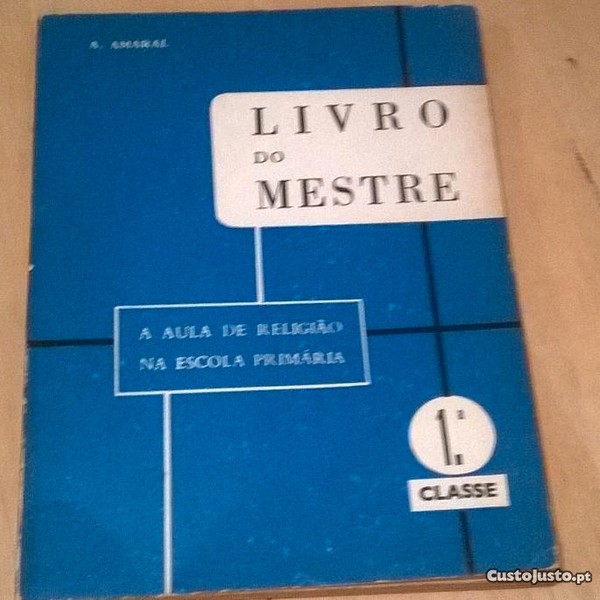 A. AMARAL
LIVRO
DO
MESTRE
A AULA DE RELIGIÃO
NA ESCOLA PRIMÁRIA
1.ª
CLASSE
CustoJusto.pt